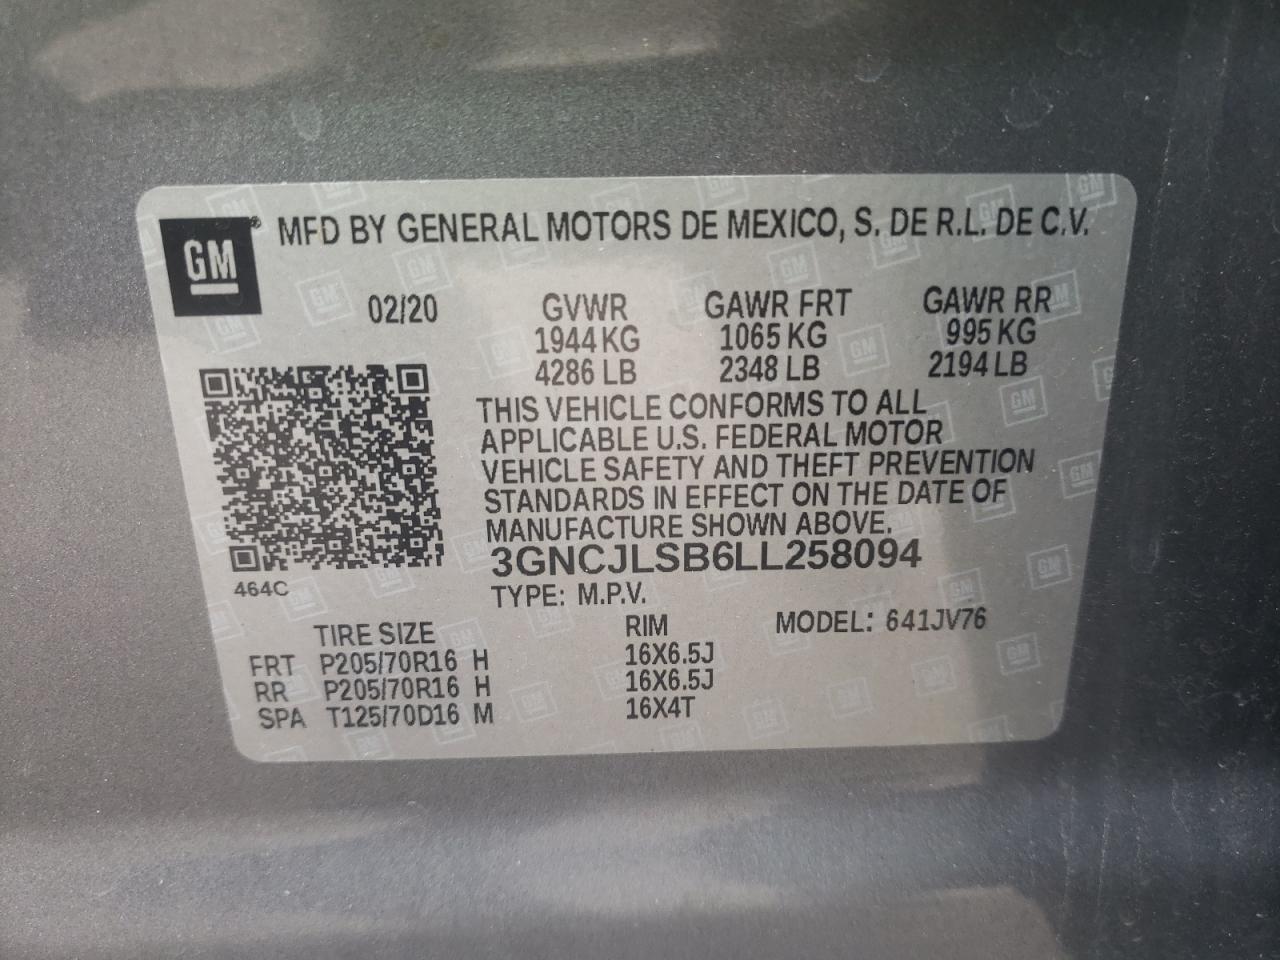 GM® MFD BY GENERAL MOTORS DE MEXICO, S. DE R.L. DE C.V.
02/20 GVWR GAWR FRT GAWR RR
1944 KG 1065 KG 995 KG
4286 LB 2348 LB 2194 LB
THIS VEHICLE CONFORMS TO ALL
APPLICABLE U.S. FEDERAL MOTOR
VEHICLE SAFETY AND THEFT PREVENTION
STANDARDS IN EFFECT ON THE DATE OF
MANUFACTURE SHOWN ABOVE.
3GNCJLSB6LL258094
464C
TYPE: M.P.V.
TIRE SIZE RIM MODEL: 641JV76
FRT P205/70R16 H 16X6.5J
RR P205/70R16 H 16X6.5J
SPA T125/70D16 M 16X4T